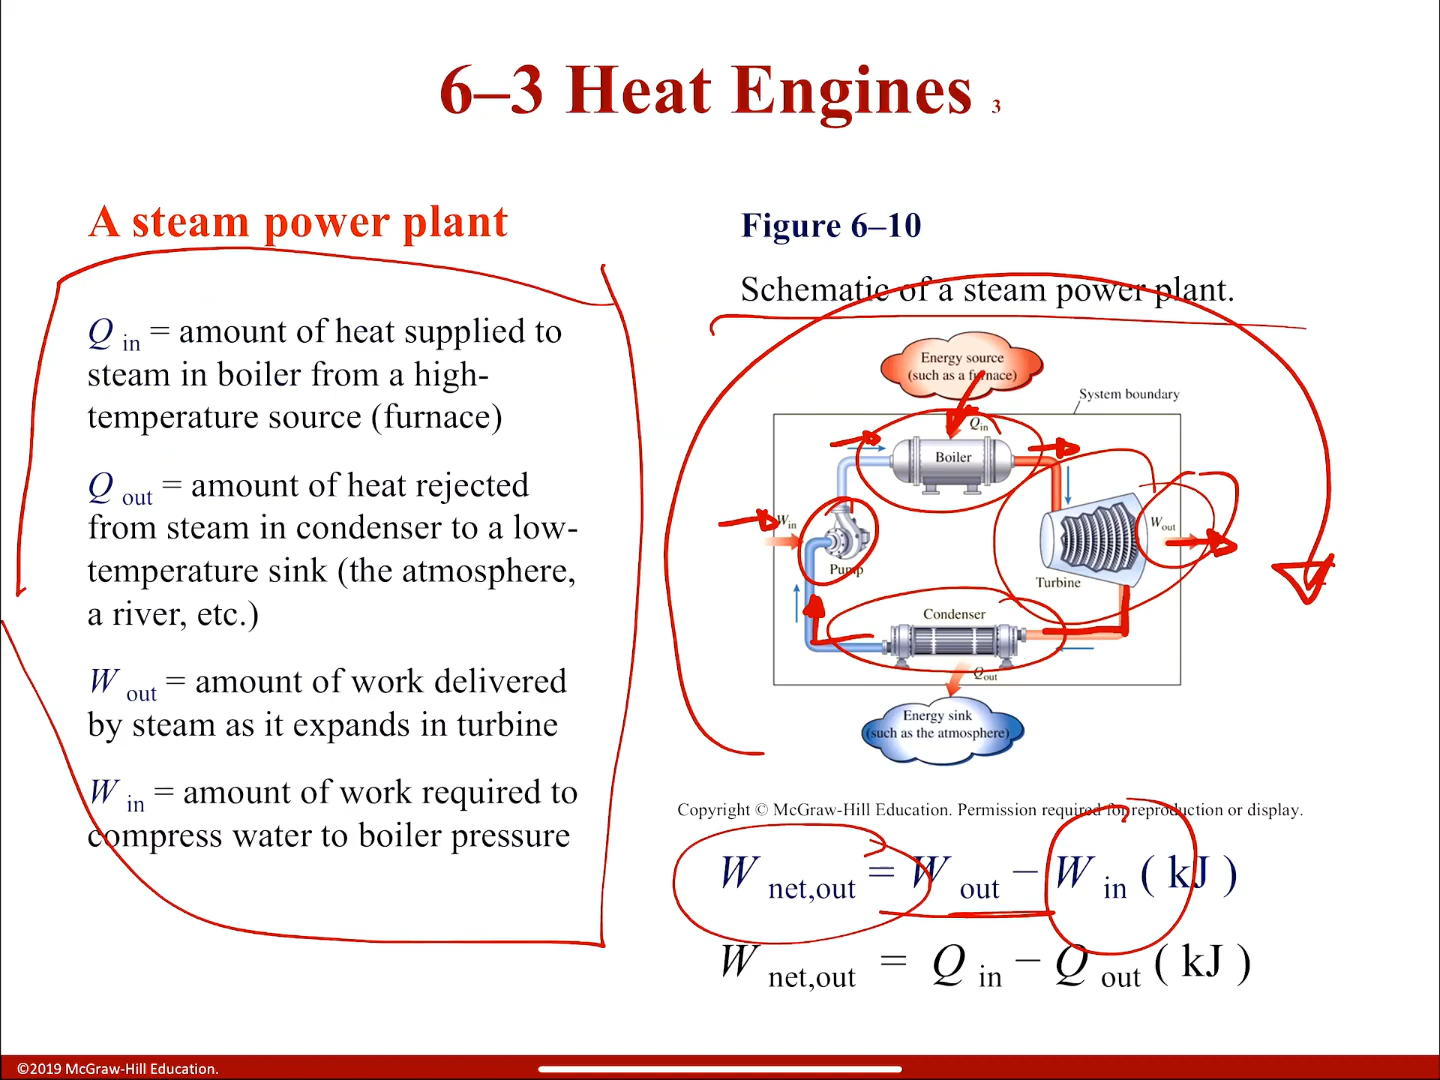 6–3 Heat Engines 3
A steam power plant
Q in = amount of heat supplied to
steam in boiler from a high-
temperature source (furnace)
Q out = amount of heat rejected
from steam in condenser to a low-
temperature sink (the atmosphere,
a river, etc.)
W out = amount of work delivered
by steam as it expands in turbine
W in = amount of work required to
compress water to boiler pressure
Figure 6–10
Schematic of a steam power plant.
Energy source
(such as a furnace)
System boundary
Qin
Boiler
Win
Wout
Pump
Turbine
Condenser
Qout
Energy sink
(such as the atmosphere)
Copyright © McGraw-Hill Education. Permission required for reproduction or display.
W net,out = W out − W in ( kJ )
W net,out = Q in − Q out ( kJ )
©2019 McGraw-Hill Education.